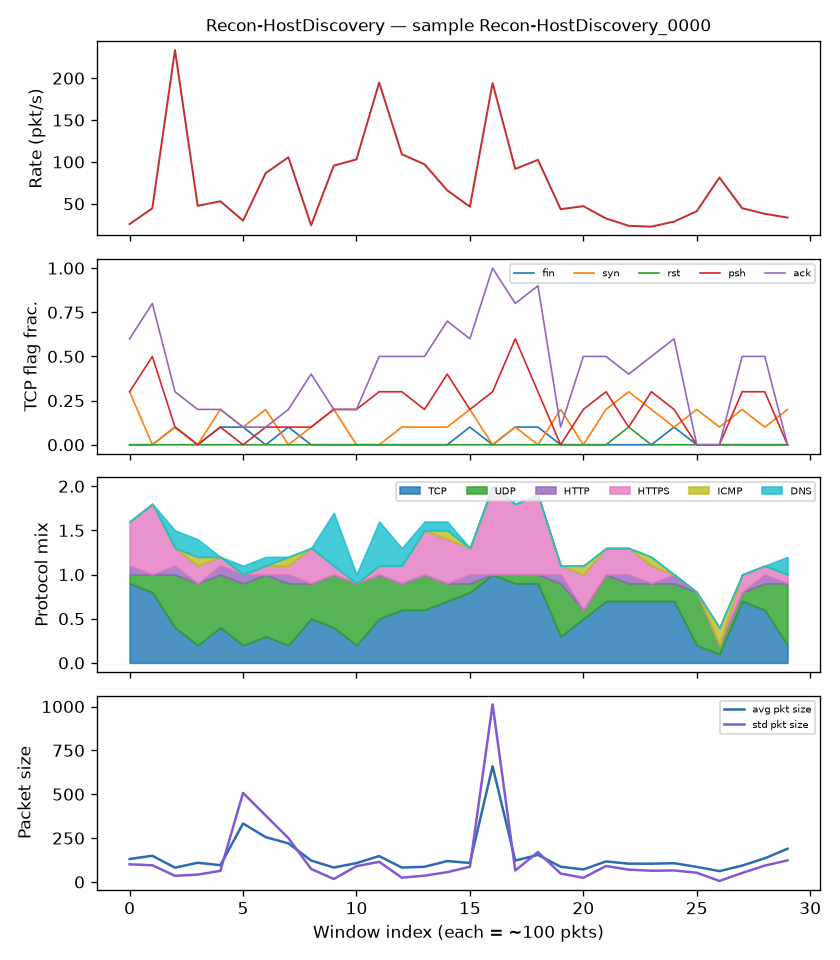 Recon-HostDiscovery — sample Recon-HostDiscovery_0000
Rate (pkt/s)
200
150
100
50
TCP flag frac.
1.00
0.75
0.50
0.25
0.00
fin syn rst psh ack
Protocol mix
2.0
1.5
1.0
0.5
0.0
TCP UDP HTTP HTTPS ICMP DNS
Packet size
1000
750
500
250
0
avg pkt size
std pkt size
0 5 10 15 20 25 30
Window index (each = ~100 pkts)